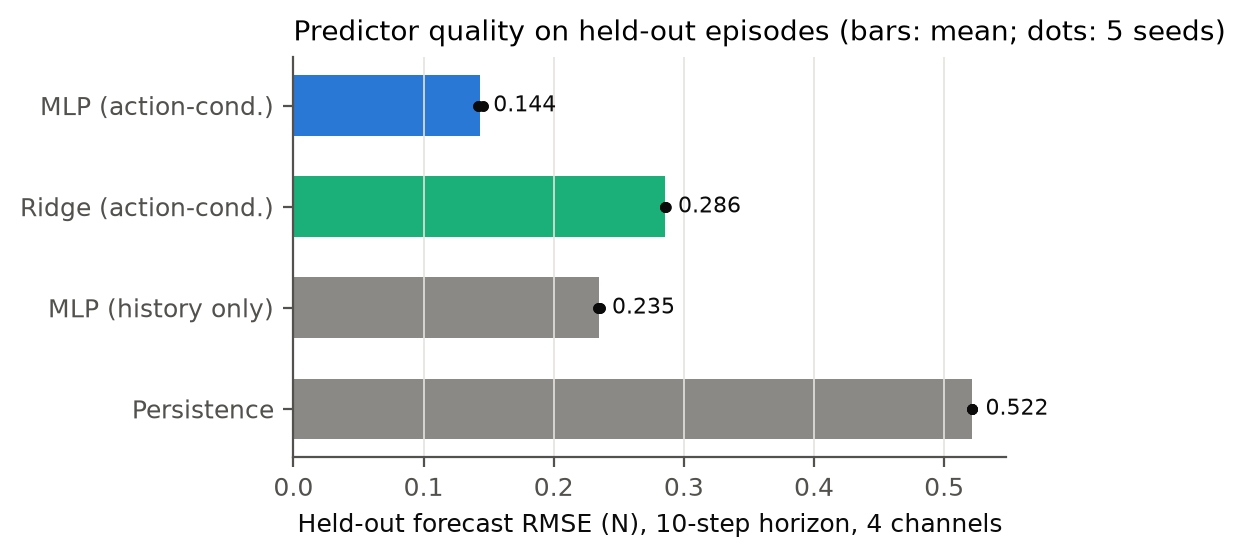 Predictor quality on held-out episodes (bars: mean; dots: 5 seeds)
MLP (action-cond.)
0.144
Ridge (action-cond.)
0.286
MLP (history only)
0.235
Persistence
0.522
0.0 0.1 0.2 0.3 0.4 0.5
Held-out forecast RMSE (N), 10-step horizon, 4 channels